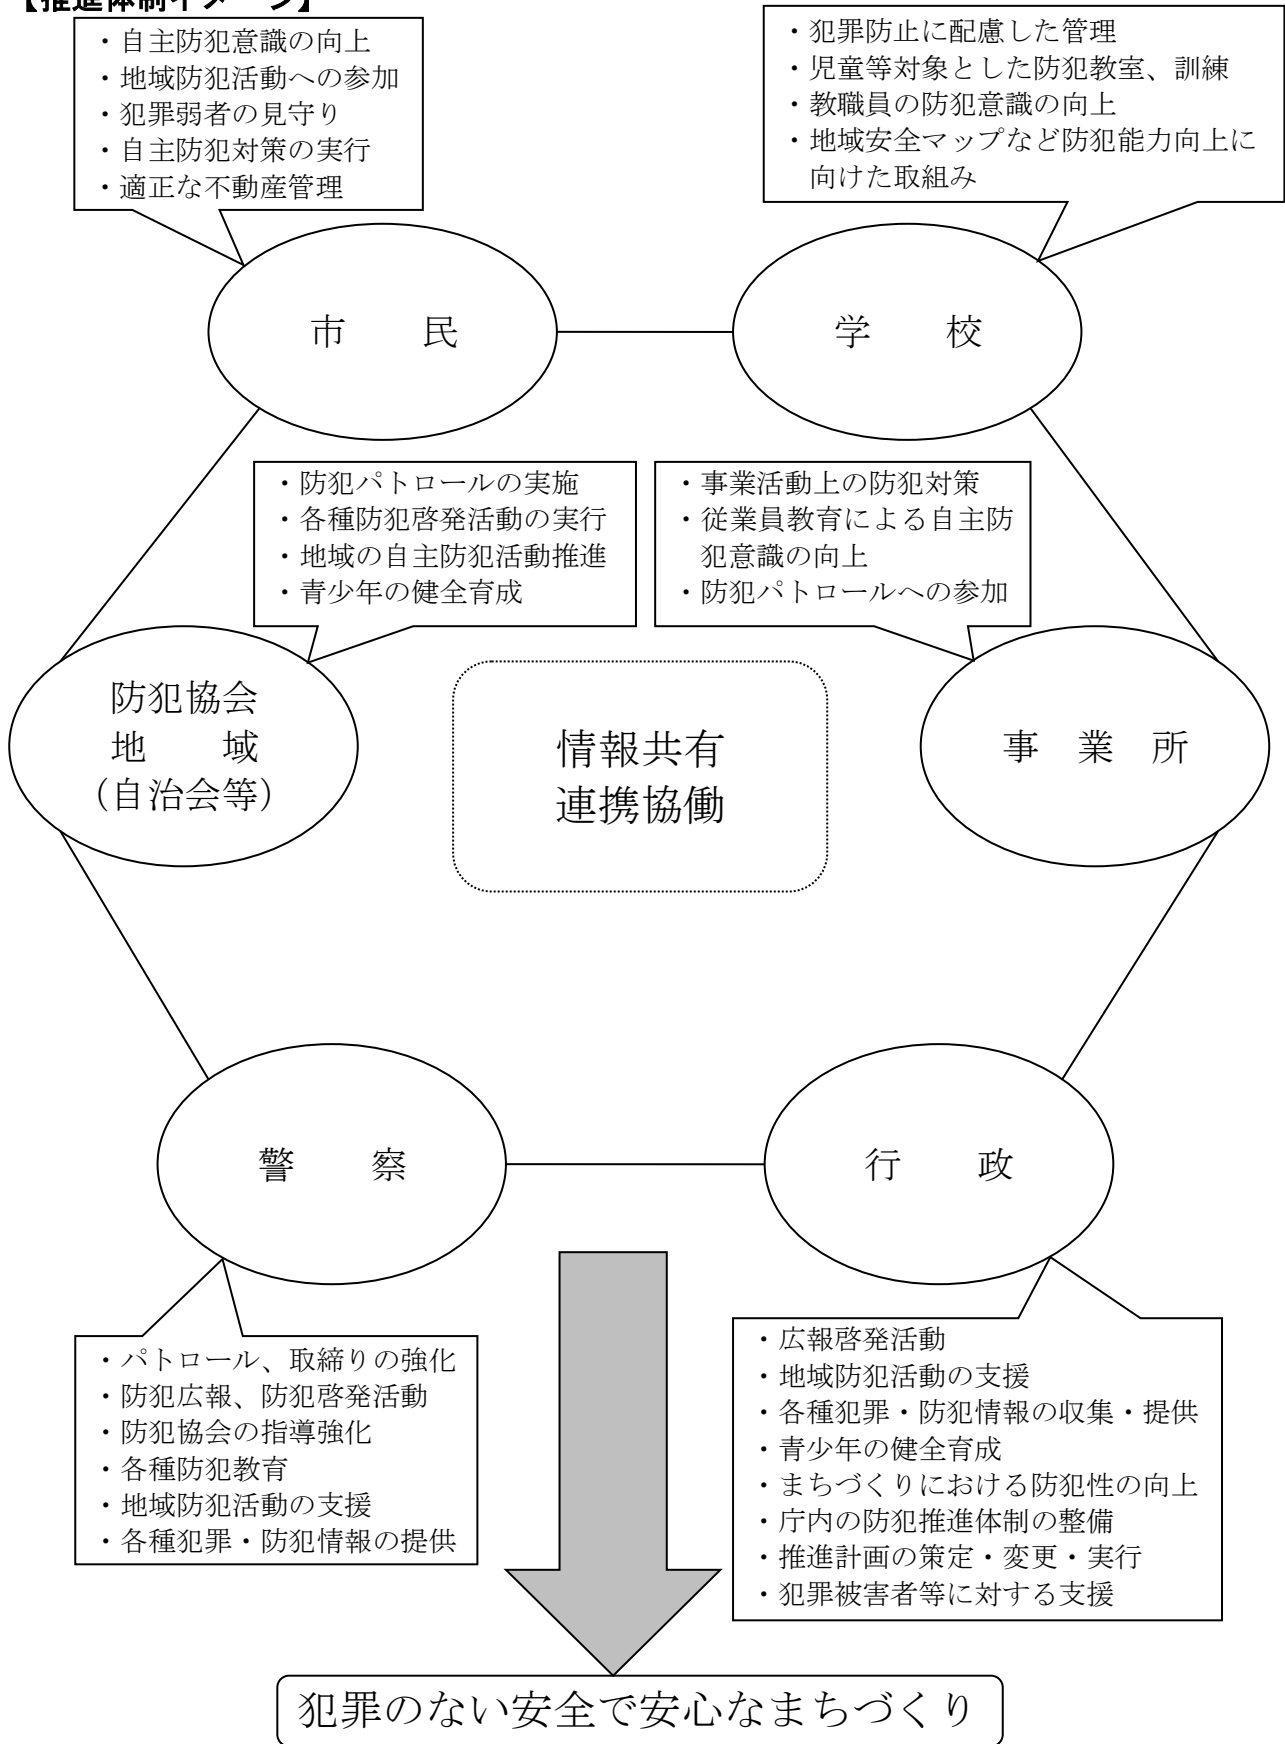 【推進体制イメージ】
・自主防犯意識の向上
・地域防犯活動への参加
・犯罪弱者の見守り
・自主防犯対策の実行
・適正な不動産管理
・犯罪防止に配慮した管理
・児童等対象とした防犯教室、訓練
・教職員の防犯意識の向上
・地域安全マップなど防犯能力向上に
向けた取組み
市　民
学　校
・防犯パトロールの実施
・各種防犯啓発活動の実行
・地域の自主防犯活動推進
・青少年の健全育成
・事業活動上の防犯対策
・従業員教育による自主防
犯意識の向上
・防犯パトロールへの参加
防犯協会
地　域
（自治会等）
情報共有
連携協働
事　業　所
警　察
行　政
・パトロール、取締りの強化
・防犯広報、防犯啓発活動
・防犯協会の指導強化
・各種防犯教育
・地域防犯活動の支援
・各種犯罪・防犯情報の提供
・広報啓発活動
・地域防犯活動の支援
・各種犯罪・防犯情報の収集・提供
・青少年の健全育成
・まちづくりにおける防犯性の向上
・庁内の防犯推進体制の整備
・推進計画の策定・変更・実行
・犯罪被害者等に対する支援
犯罪のない安全で安心なまちづくり